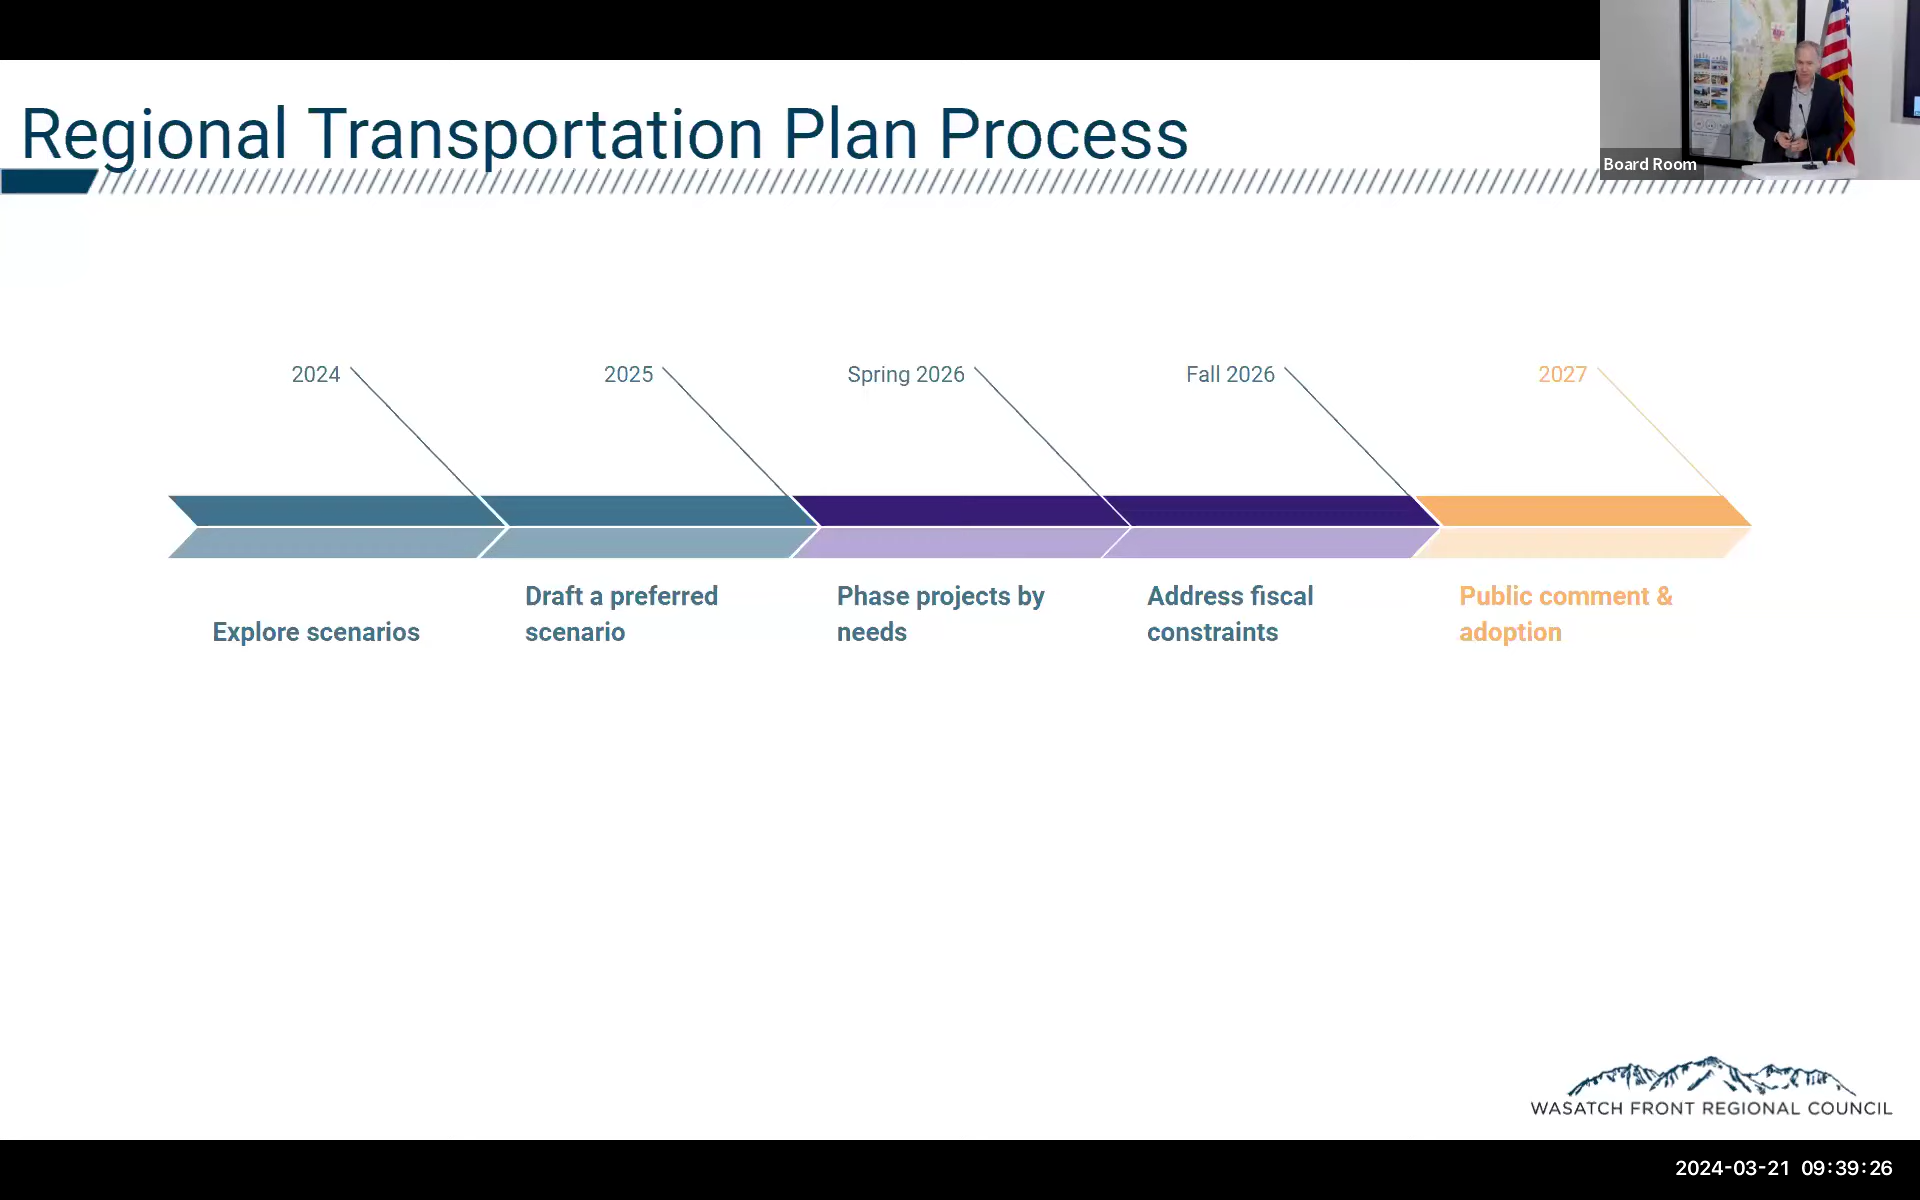 Regional Transportation Plan Process
Board Room
2024
2025
Spring 2026
Fall 2026
2027
Explore scenarios
Draft a preferred
scenario
Phase projects by
needs
Address fiscal
constraints
Public comment &
adoption
WASATCH FRONT REGIONAL COUNCIL
2024-03-21 09:39:26